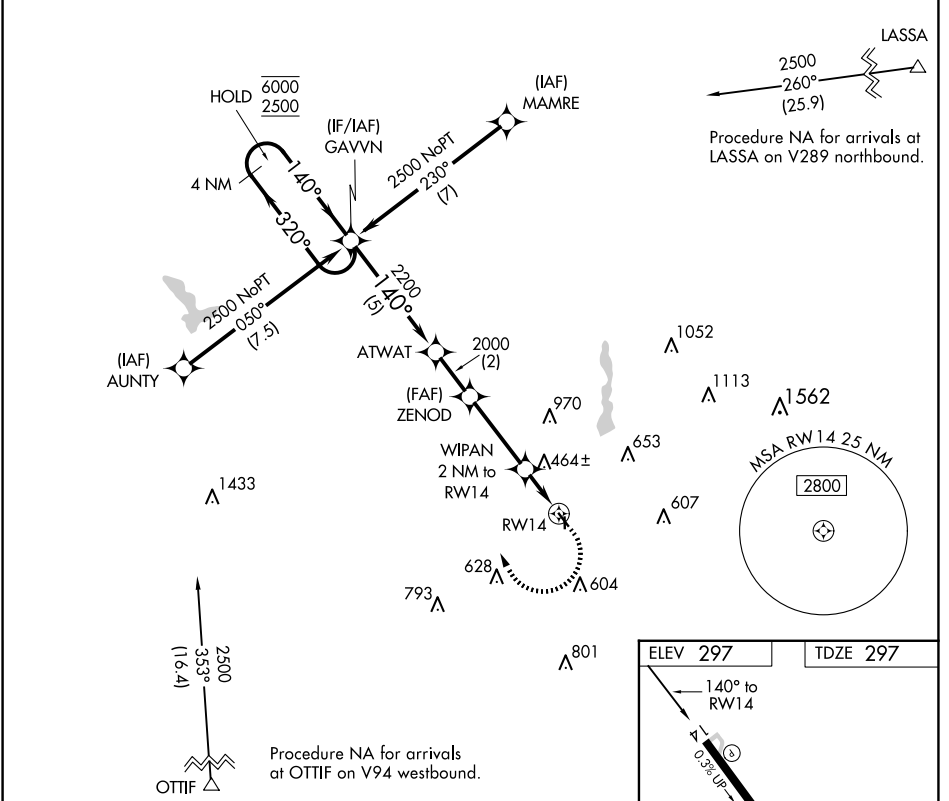 LASSA
2500
260°
(25.9)
Procedure NA for arrivals at
LASSA on V289 northbound.
HOLD
6000
2500
(IAF)
MAMRE
(IF/IAF)
GAVVN
2500 NoPT
230°
(7)
4 NM
140°
320°
2500 NoPT
050°
(7.5)
(IAF)
AUNTY
2200
140°
(5)
ATWAT
2000
(2)
(FAF)
ZENOD
1052
1113
1562
970
653
WIPAN
2 NM to
RW14
464±
607
RW14
1433
MSA RW14 25 NM
2800
628
604
793
801
2500
353°
(16.4)
OTTIF
Procedure NA for arrivals
at OTTIF on V94 westbound.
ELEV 297
TDZE 297
140° to
RW14
14
0.3% UP
P